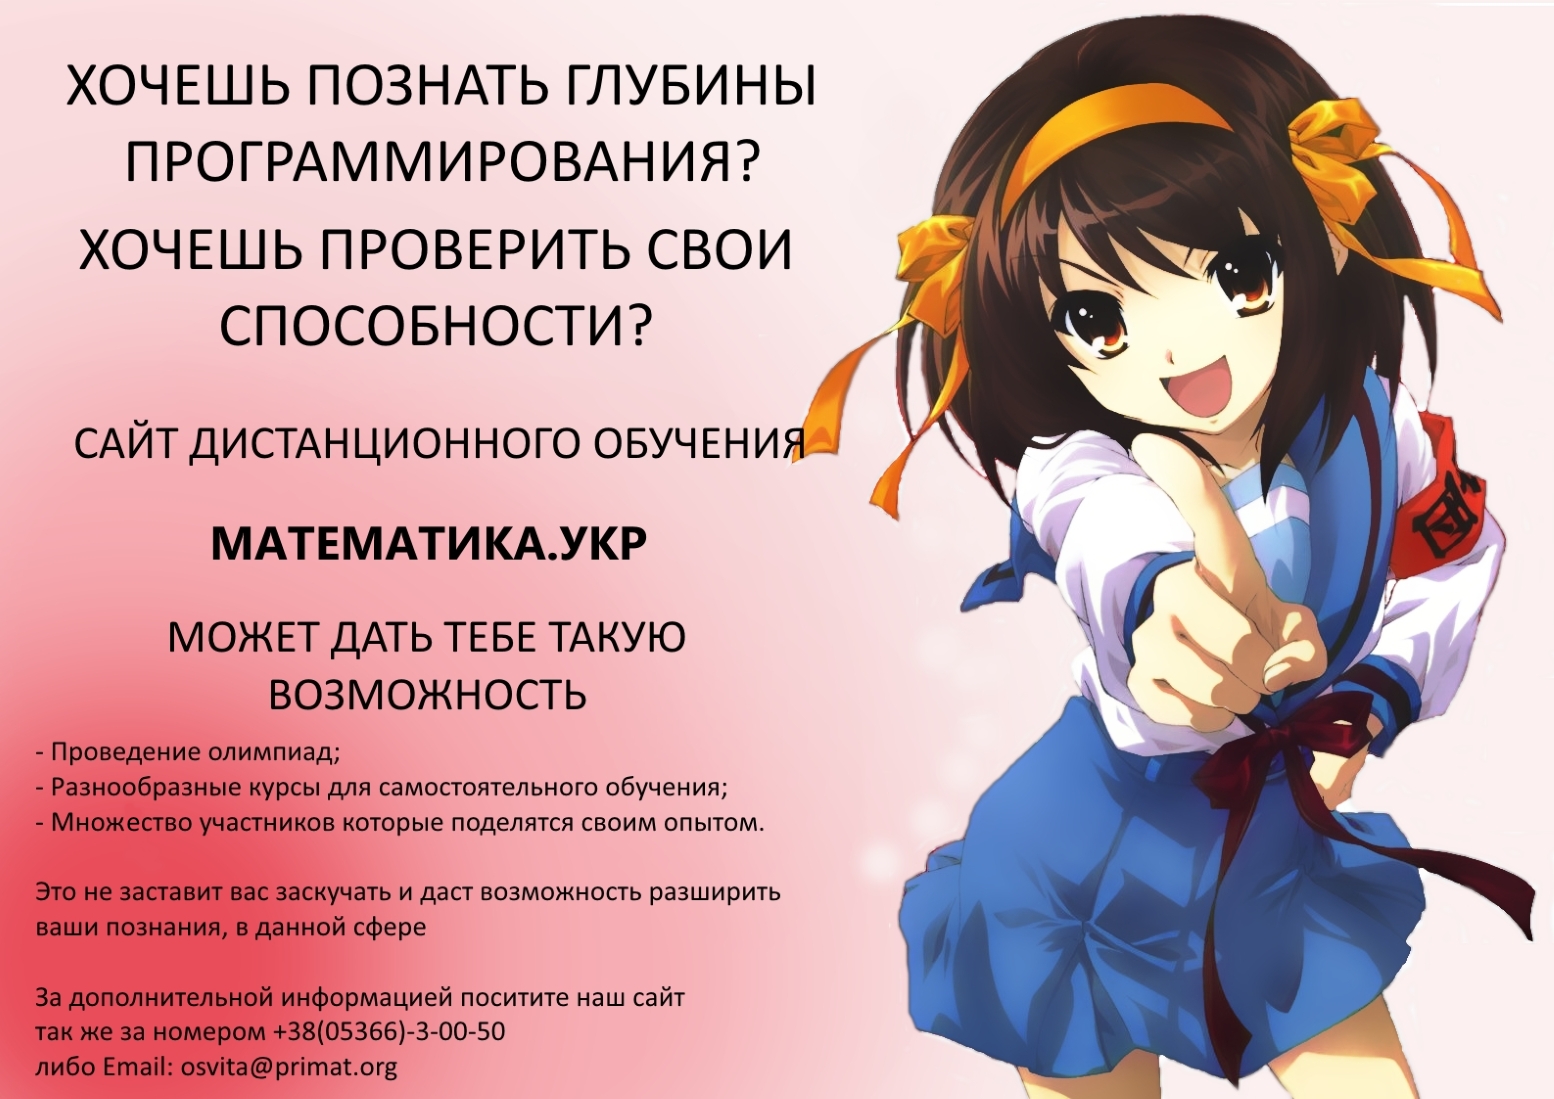 ХОЧЕШЬ ПОЗНАТЬ ГЛУБИНЫ
ПРОГРАММИРОВАНИЯ?
ХОЧЕШЬ ПРОВЕРИТЬ СВОИ
СПОСОБНОСТИ?
САЙТ ДИСТАНЦИОННОГО ОБУЧЕНИЯ
МАТЕМАТИКА.УКР
МОЖЕТ ДАТЬ ТЕБЕ ТАКУЮ
ВОЗМОЖНОСТЬ
- Проведение олимпиад;
- Разнообразные курсы для самостоятельного обучения;
- Множество участников которые поделятся своим опытом.
Это не заставит вас заскучать и даст возможность разширить
ваши познания, в данной сфере
За дополнительной информацией поситите наш сайт
так же за номером +38(05366)-3-00-50
либо Email: osvita@primat.org
団